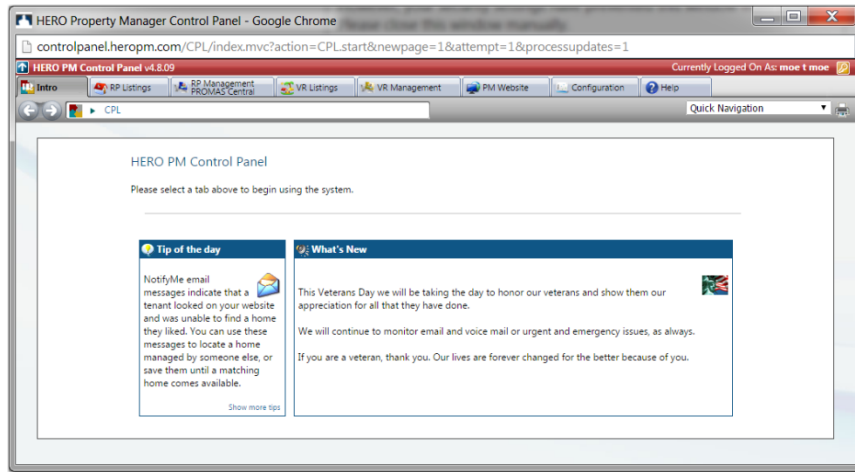 HERO Property Manager Control Panel - Google Chrome
Please close this window manually.
controlpanel.heropm.com/CPL/index.mvc?action=CPL.start&newpage=1&attempt=1&processupdates=1
HERO PM Control Panel v4.8.09
Currently Logged On As: moe t moe
Intro
RP Listings
RP Management
PROMAS Central
VR Listings
VR Management
PM Website
Configuration
Help
CPL
Quick Navigation
HERO PM Control Panel
Please select a tab above to begin using the system.
Tip of the day
NotifyMe email
messages indicate that a
tenant looked on your website
and was unable to find a home
they liked. You can use these
messages to locate a home
managed by someone else, or
save them until a matching
home comes available.
Show more tips
What's New
This Veterans Day we will be taking the day to honor our veterans and show them our
appreciation for all that they have done.
We will continue to monitor email and voice mail or urgent and emergency issues, as always.
If you are a veteran, thank you. Our lives are forever changed for the better because of you.